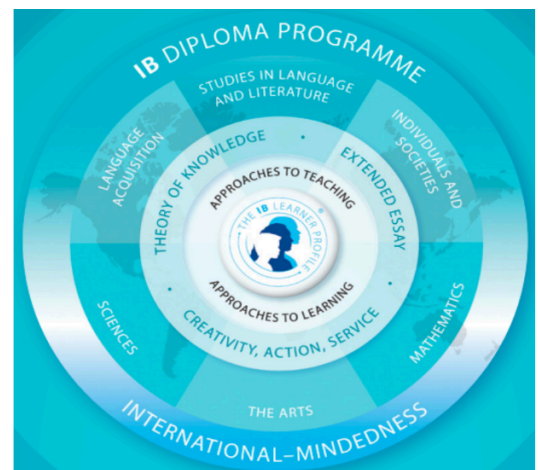 IB DIPLOMA PROGRAMME
STUDIES IN LANGUAGE
AND LITERATURE
LANGUAGE
ACQUISITION
INDIVIDUALS AND
SOCIETIES
THEORY OF KNOWLEDGE
EXTENDED ESSAY
APPROACHES TO TEACHING
THE IB LEARNER PROFILE
®
APPROACHES TO LEARNING
CREATIVITY, ACTION, SERVICE
SCIENCES
MATHEMATICS
THE ARTS
INTERNATIONAL–MINDEDNESS